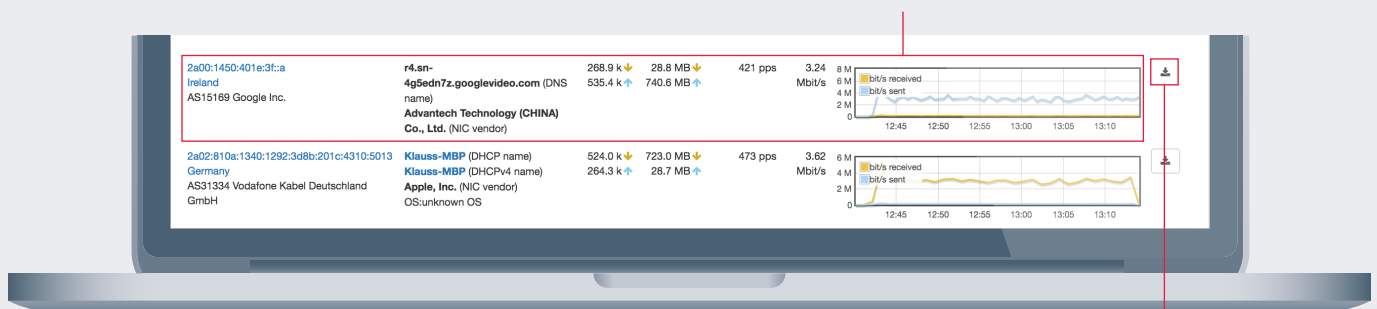 2a00:1450:401e:3f::a
Ireland
AS15169 Google Inc.
r4.sn-
4g5edn7z.googlevideo.com (DNS
name)
Advantech Technology (CHINA)
Co., Ltd. (NIC vendor)
268.9 k 28.8 MB
535.4 k 740.6 MB
421 pps
3.24
Mbit/s
8 M
6 M
4 M
2 M
0
bit/s received
bit/s sent
12:45 12:50 12:55 13:00 13:05 13:10
2a02:810a:1340:1292:3d8b:201c:4310:5013
Germany
AS31334 Vodafone Kabel Deutschland
GmbH
Klauss-MBP (DHCP name)
Klauss-MBP (DHCPv4 name)
Apple, Inc. (NIC vendor)
OS:unknown OS
524.0 k 723.0 MB
264.3 k 28.7 MB
473 pps
3.62
Mbit/s
6 M
4 M
2 M
0
bit/s received
bit/s sent
12:45 12:50 12:55 13:00 13:05 13:10